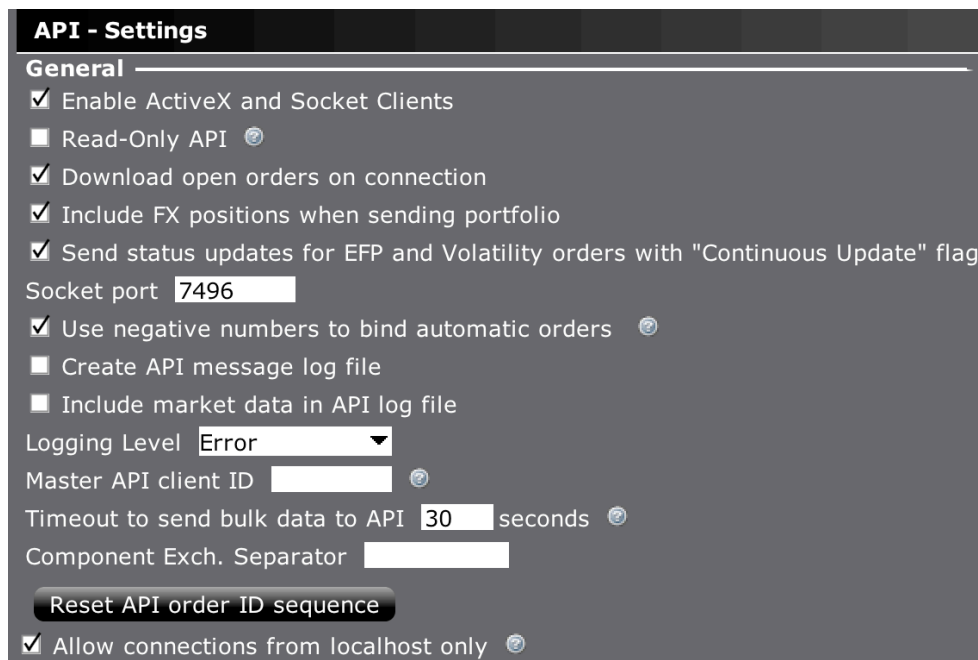 API - Settings
General
Enable ActiveX and Socket Clients
Read-Only API
Download open orders on connection
Include FX positions when sending portfolio
Send status updates for EFP and Volatility orders with "Continuous Update" flag
Socket port 7496
Use negative numbers to bind automatic orders
Create API message log file
Include market data in API log file
Logging Level Error
Master API client ID
Timeout to send bulk data to API 30 seconds
Component Exch. Separator
Reset API order ID sequence
Allow connections from localhost only